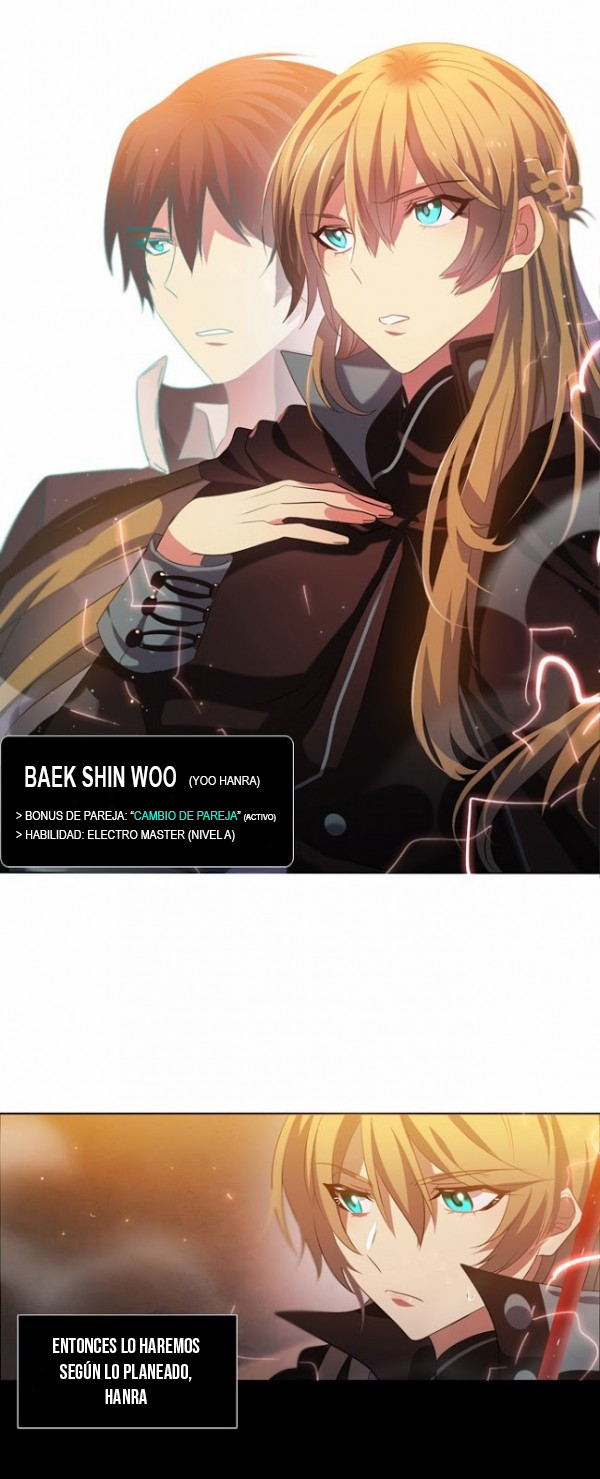 BAEK SHIN WOO (YOO HANRA)
> BONUS DE PAREJA: “CAMBIO DE PAREJA” (ACTIVO)
> HABILIDAD: ELECTRO MASTER (NIVEL A)
ENTONCES LO HAREMOS
SEGÚN LO PLANEADO,
HANRA